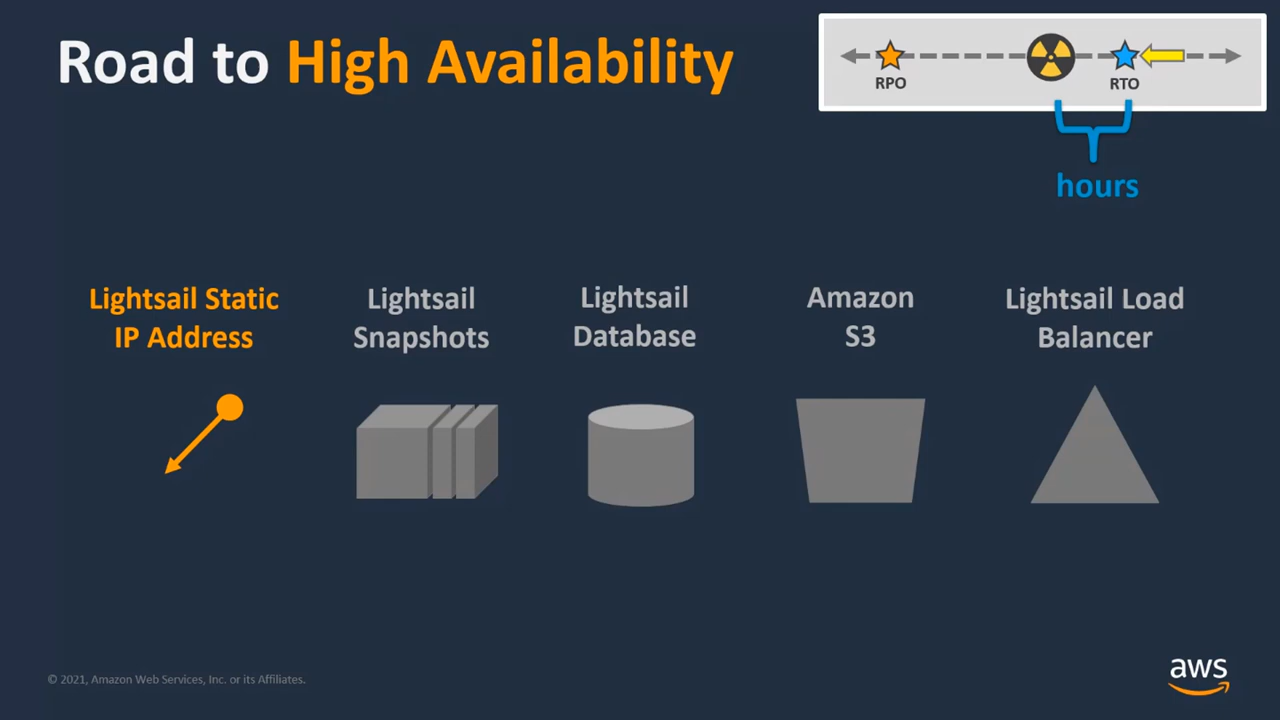 Road to High Availability
RPO
RTO
hours
Lightsail Static
IP Address
Lightsail
Snapshots
Lightsail
Database
Amazon
S3
Lightsail Load
Balancer
© 2021, Amazon Web Services, Inc. or its Affiliates.
aws